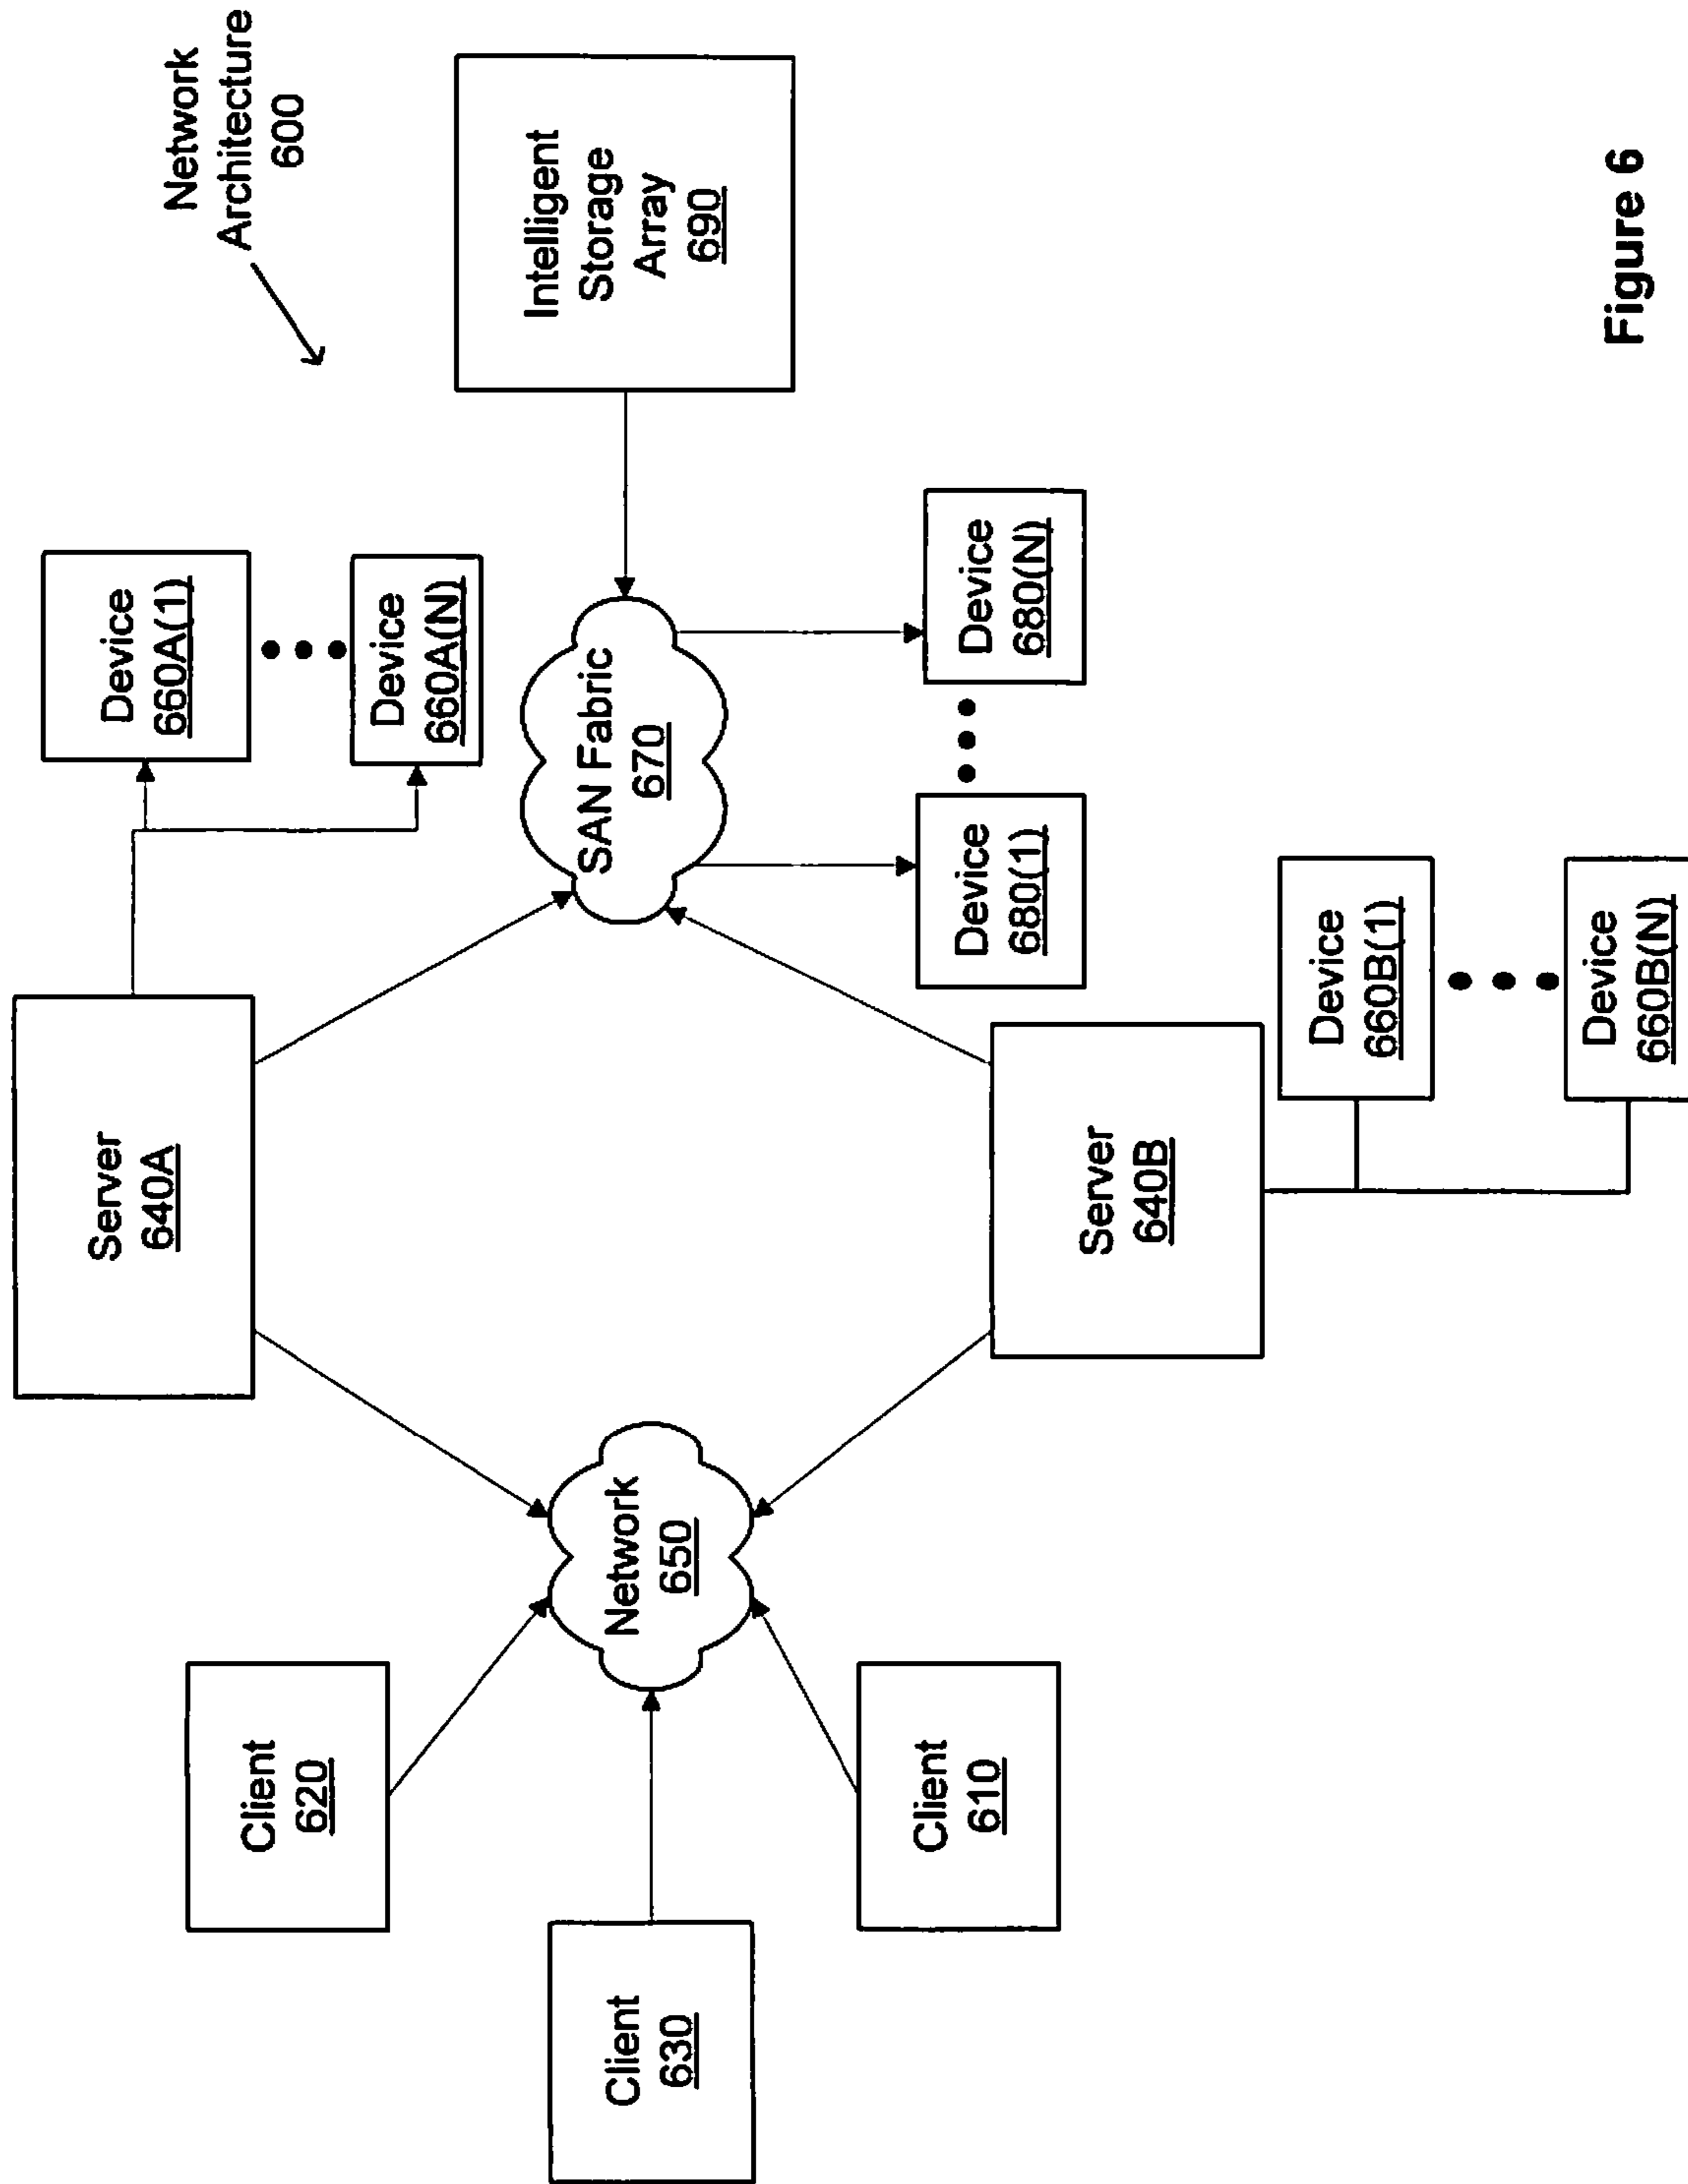 Network
Architecture
600
Device
660A(1)
Device
660A(N)
Server
640A
Intelligent
Storage
Array
690
SAN Fabric
670
Client
620
Network
650
Client
630
Device
680(1)
Device
680(N)
Client
610
Server
640B
Device
660B(1)
Device
660B(N)
Figure 6